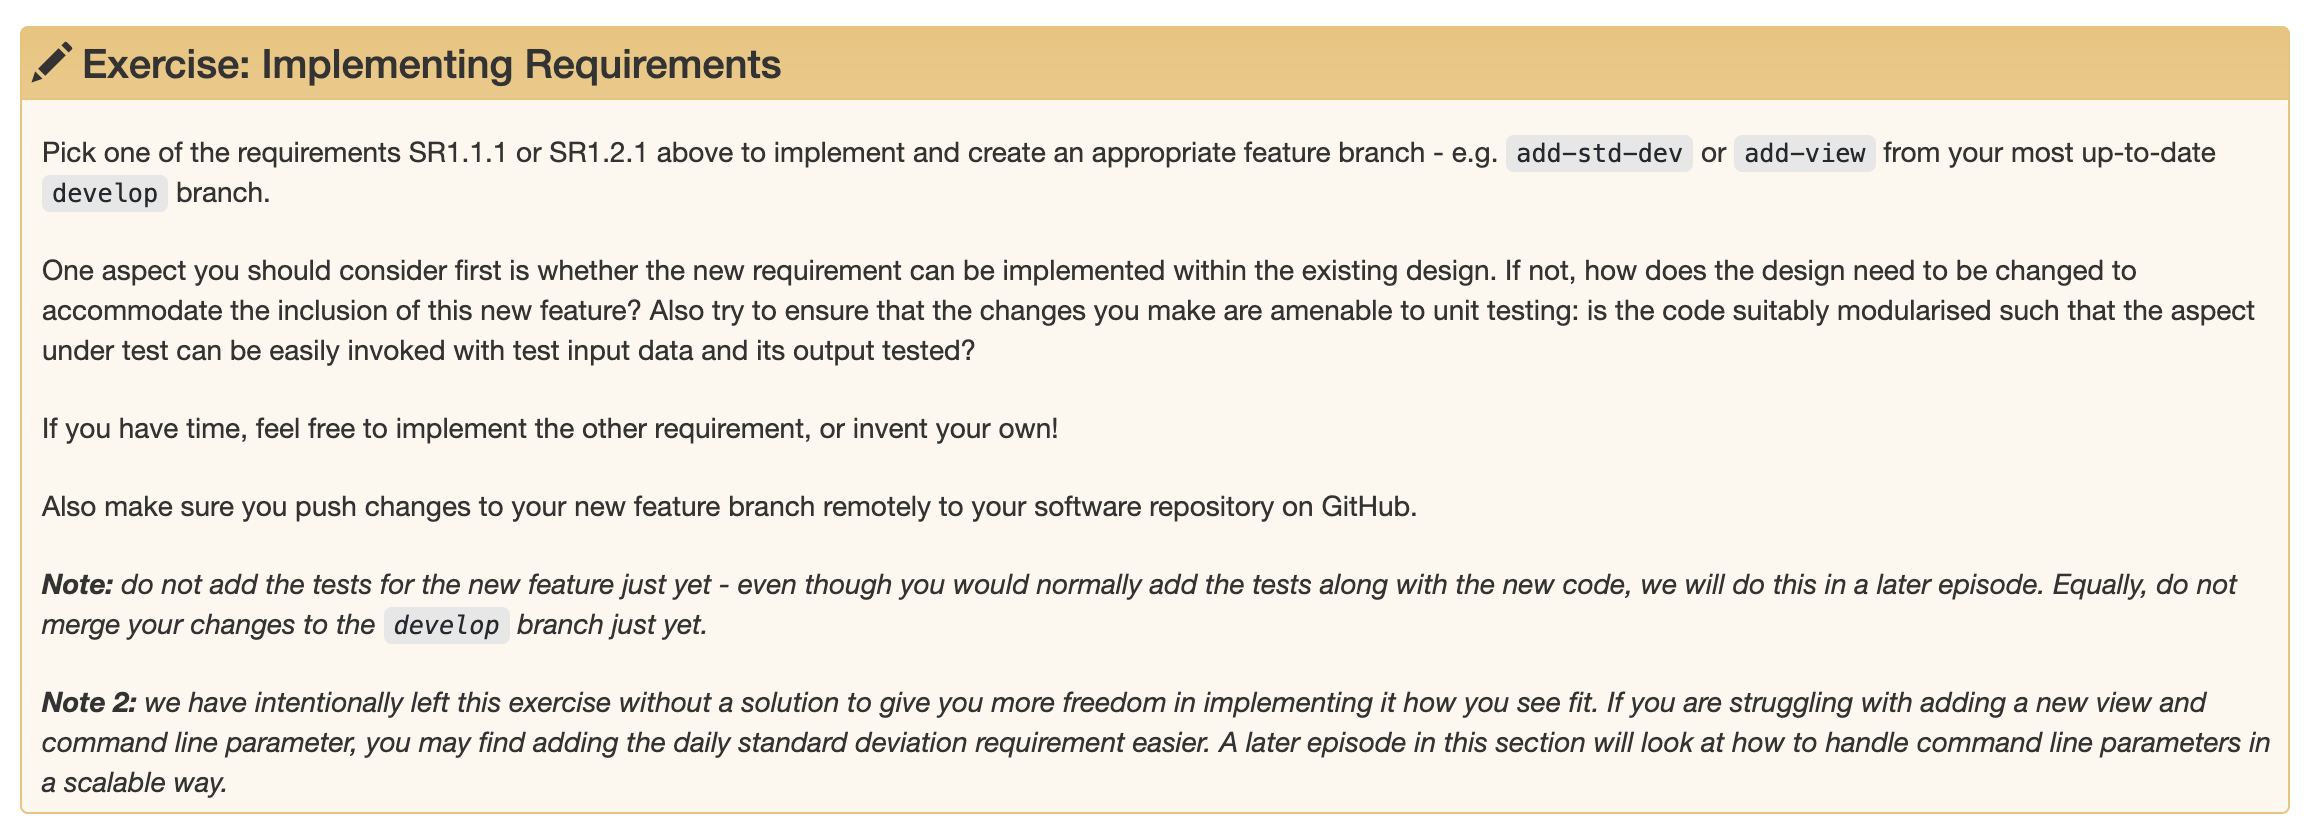 Exercise: Implementing Requirements
Pick one of the requirements SR1.1.1 or SR1.2.1 above to implement and create an appropriate feature branch - e.g. add-std-dev or add-view from your most up-to-date
develop branch.
One aspect you should consider first is whether the new requirement can be implemented within the existing design. If not, how does the design need to be changed to
accommodate the inclusion of this new feature? Also try to ensure that the changes you make are amenable to unit testing: is the code suitably modularised such that the aspect
under test can be easily invoked with test input data and its output tested?
If you have time, feel free to implement the other requirement, or invent your own!
Also make sure you push changes to your new feature branch remotely to your software repository on GitHub.
Note: do not add the tests for the new feature just yet - even though you would normally add the tests along with the new code, we will do this in a later episode. Equally, do not
merge your changes to the develop branch just yet.
Note 2: we have intentionally left this exercise without a solution to give you more freedom in implementing it how you see fit. If you are struggling with adding a new view and
command line parameter, you may find adding the daily standard deviation requirement easier. A later episode in this section will look at how to handle command line parameters in
a scalable way.